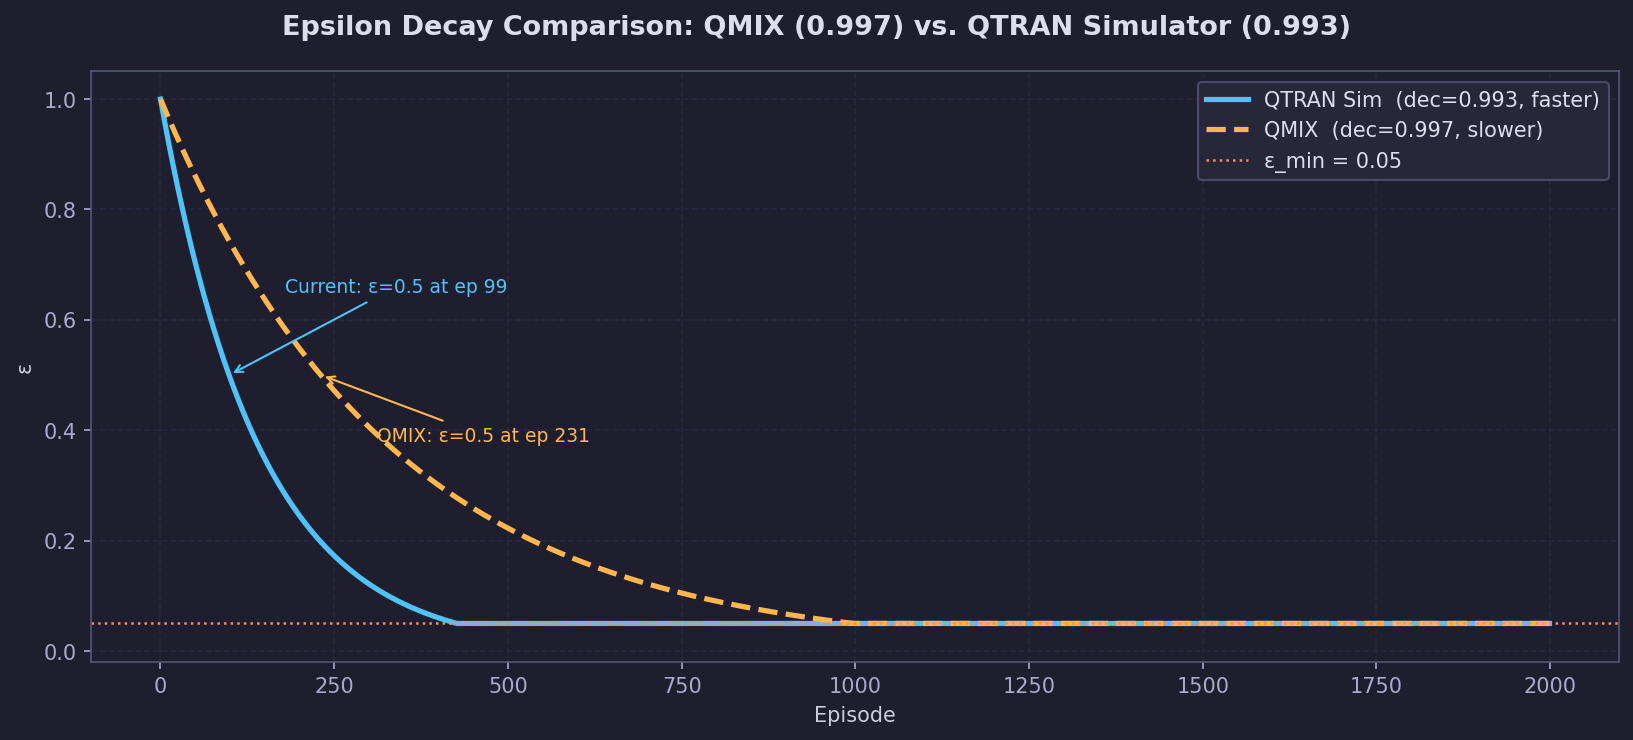 Epsilon Decay Comparison: QMIX (0.997) vs. QTRAN Simulator (0.993)
QTRAN Sim  (dec=0.993, faster)
QMIX  (dec=0.997, slower)
ε_min = 0.05
Current: ε=0.5 at ep 99
QMIX: ε=0.5 at ep 231
ε
1.0
0.8
0.6
0.4
0.2
0.0
0 250 500 750 1000 1250 1500 1750 2000
Episode